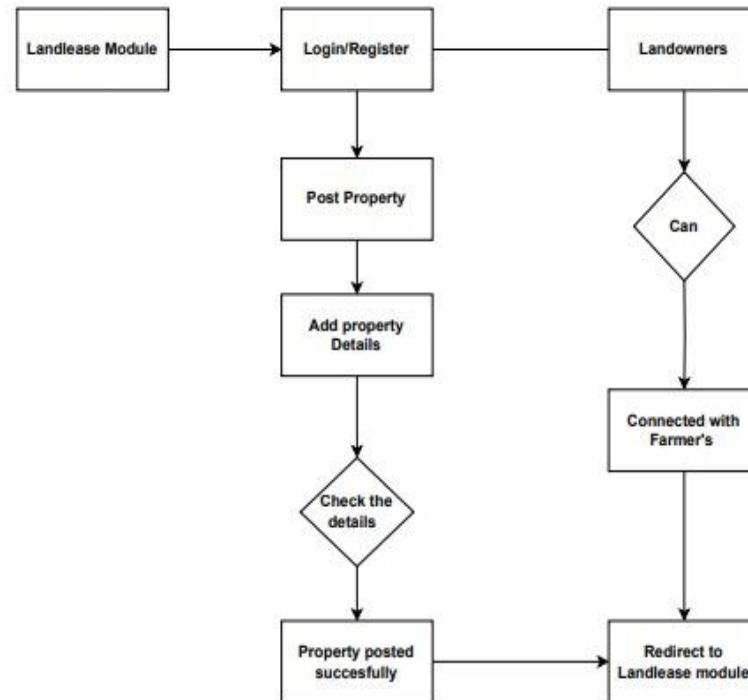 Landlease Module
Login/Register
Landowners
Post Property
Can
Add property
Details
Connected with
Farmer's
Check the
details
Property posted
succesfully
Redirect to
Landlease module